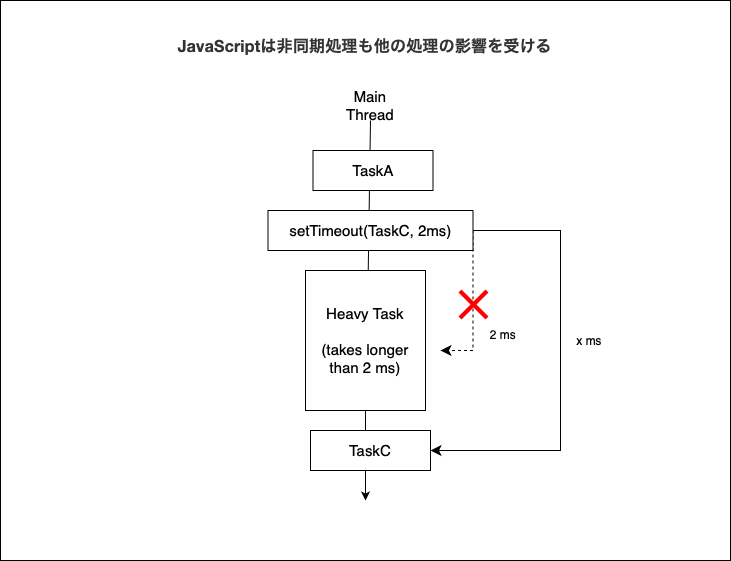 JavaScriptは非同期処理も他の処理の影響を受ける
Main
Thread
TaskA
setTimeout(TaskC, 2ms)
Heavy Task
(takes longer
than 2 ms)
2 ms
x ms
TaskC